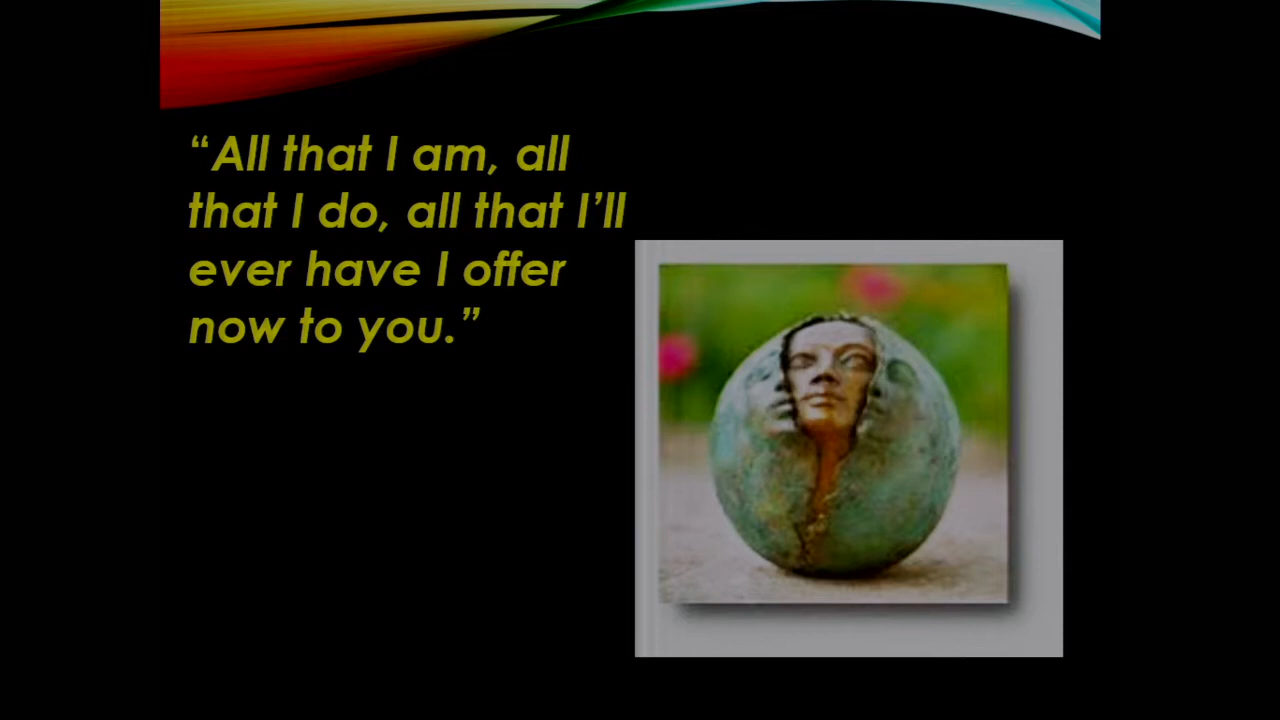 “All that I am, all
that I do, all that I’ll
ever have I offer
now to you.”